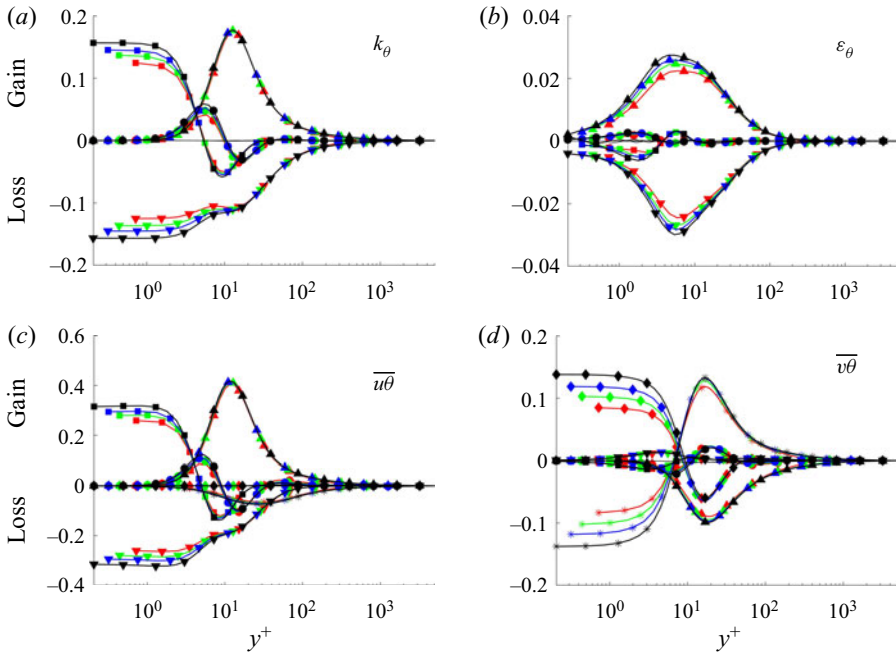 (a)
0.2
0.1
0
–0.1
–0.2
Gain
Loss
k_θ
10^0 10^1 10^2 10^3
(b)
0.04
0.02
0
–0.02
–0.04
ε_θ
10^0 10^1 10^2 10^3
(c)
0.6
0.4
0.2
0
–0.2
–0.4
Gain
Loss
\overline{uθ}
10^0 10^1 10^2 10^3
y^+
(d)
0.2
0.1
0
–0.1
–0.2
\overline{vθ}
10^0 10^1 10^2 10^3
y^+